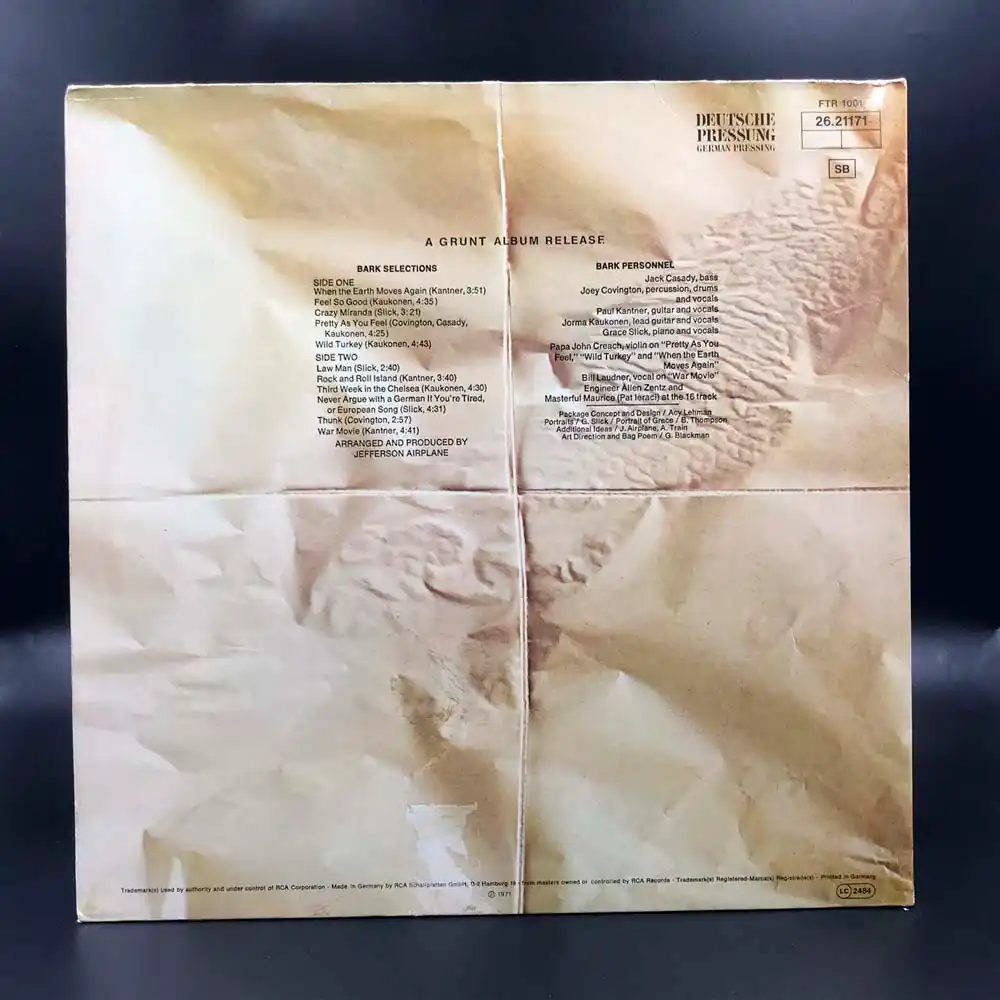 FTR 1001
DEUTSCHE
PRESSUNG
GERMAN PRESSING
26.21171
SB
A GRUNT ALBUM RELEASE
BARK SELECTIONS
SIDE ONE
When the Earth Moves Again (Kantner, 3:51)
Feel So Good (Kaukonen, 4:35)
Crazy Miranda (Slick, 3:21)
Pretty As You Feel (Covington, Casady,
Kaukonen, 4:25)
Wild Turkey (Kaukonen, 4:43)
SIDE TWO
Law Man (Slick, 2:40)
Rock and Roll Island (Kantner, 3:40)
Third Week in the Chelsea (Kaukonen, 4:30)
Never Argue with a German If You're Tired,
or European Song (Slick, 4:31)
Thunk (Covington, 2:57)
War Movie (Kantner, 4:41)
ARRANGED AND PRODUCED BY
JEFFERSON AIRPLANE
BARK PERSONNEL
Jack Casady, bass
Joey Covington, percussion, drums
and vocals
Paul Kantner, guitar and vocals
Jorma Kaukonen, lead guitar and vocals
Grace Slick, piano and vocals
Papa John Creach, violin on "Pretty As You
Feel," "Wild Turkey" and "When the Earth
Moves Again"
Bill Laudner, vocal on "War Movie"
Engineer Allen Zentz and
Masterful Maurice (Pat Ieraci) at the 16 track
Package Concept and Design / Acy Lehman
Portraits / G. Slick / Portrait of Grece / B. Thompson
Additional Ideas / J. Airplane, A. Train
Art Direction and Bag Poem / G. Blackman
Trademark(s) used by authority and under control of RCA Corporation · Made in Germany by RCA Schallplatten GmbH, D-2 Hamburg 19 · from masters owned or controlled by RCA Records · Trademark(s) Registered-Marca(s) Registrada(s) · Printed in Germany
℗ 1971
LC 2484